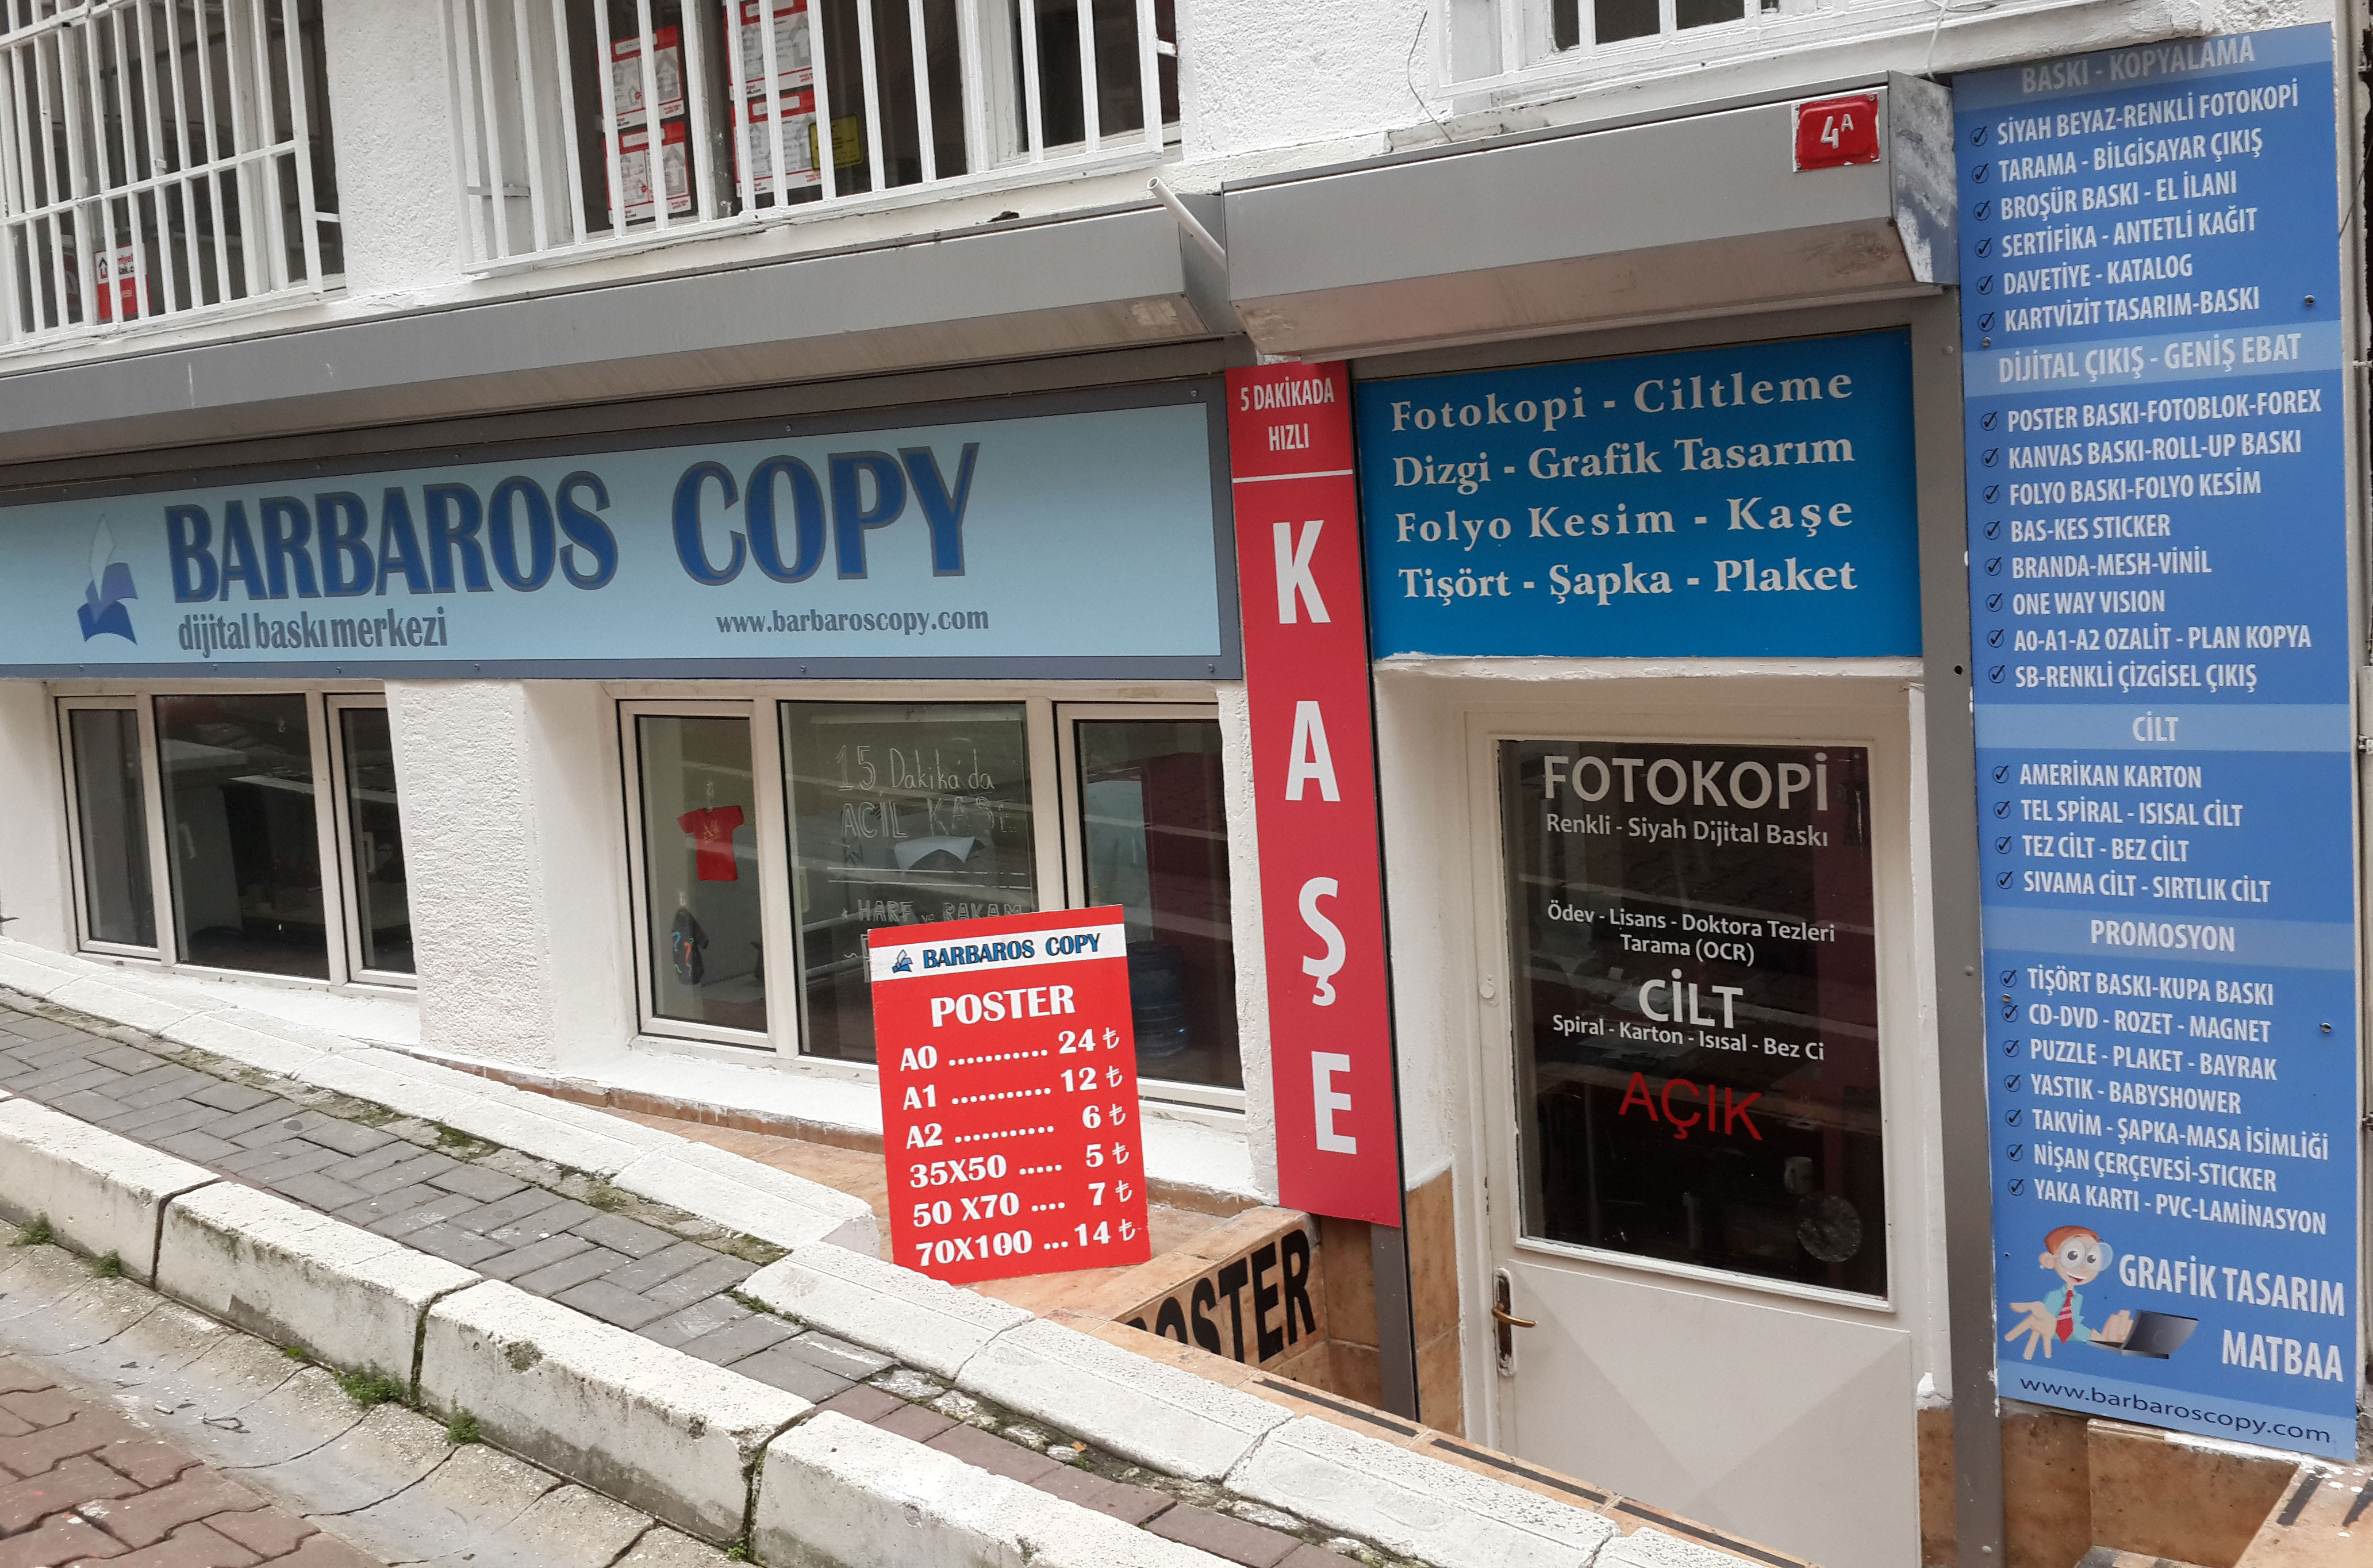 4A
BARBAROS COPY
dijital baskı merkezi
www.barbaroscopy.com
5 DAKİKADA
HIZLI
KAŞE
Fotokopi - Ciltleme
Dizgi - Grafik Tasarım
Folyo Kesim - Kaşe
Tişört - Şapka - Plaket
15 Dakika'da
ACİL KAŞE
HARF ve RAKAM
BARBAROS COPY
POSTER
A0 ........... 24 ₺
A1 ........... 12 ₺
A2 ........... 6 ₺
35X50 ..... 5 ₺
50 X70 .... 7 ₺
70X100 ... 14 ₺
POSTER
FOTOKOPİ
Renkli - Siyah Dijital Baskı
Ödev - Lisans - Doktora Tezleri
Tarama (OCR)
CİLT
Spiral - Karton - Isısal - Bez Ci
AÇIK
BASKI - KOPYALAMA
SİYAH BEYAZ-RENKLİ FOTOKOPİ
TARAMA - BİLGİSAYAR ÇIKIŞ
BROŞÜR BASKI - EL İLANI
SERTİFİKA - ANTETLİ KAĞIT
DAVETİYE - KATALOG
KARTVİZİT TASARIM-BASKI
DİJİTAL ÇIKIŞ - GENİŞ EBAT
POSTER BASKI-FOTOBLOK-FOREX
KANVAS BASKI-ROLL-UP BASKI
FOLYO BASKI-FOLYO KESİM
BAS-KES STICKER
BRANDA-MESH-VİNİL
ONE WAY VISION
A0-A1-A2 OZALİT - PLAN KOPYA
SB-RENKLİ ÇİZGİSEL ÇIKIŞ
CİLT
AMERİKAN KARTON
TEL SPİRAL - ISISAL CİLT
TEZ CİLT - BEZ CİLT
SIVAMA CİLT - SIRTLIK CİLT
PROMOSYON
TİŞÖRT BASKI-KUPA BASKI
CD-DVD - ROZET - MAGNET
PUZZLE - PLAKET - BAYRAK
YASTIK - BABYSHOWER
TAKVİM - ŞAPKA-MASA İSİMLİĞİ
NİŞAN ÇERÇEVESİ-STICKER
YAKA KARTI - PVC-LAMİNASYON
GRAFİK TASARIM
MATBAA
www.barbaroscopy.com